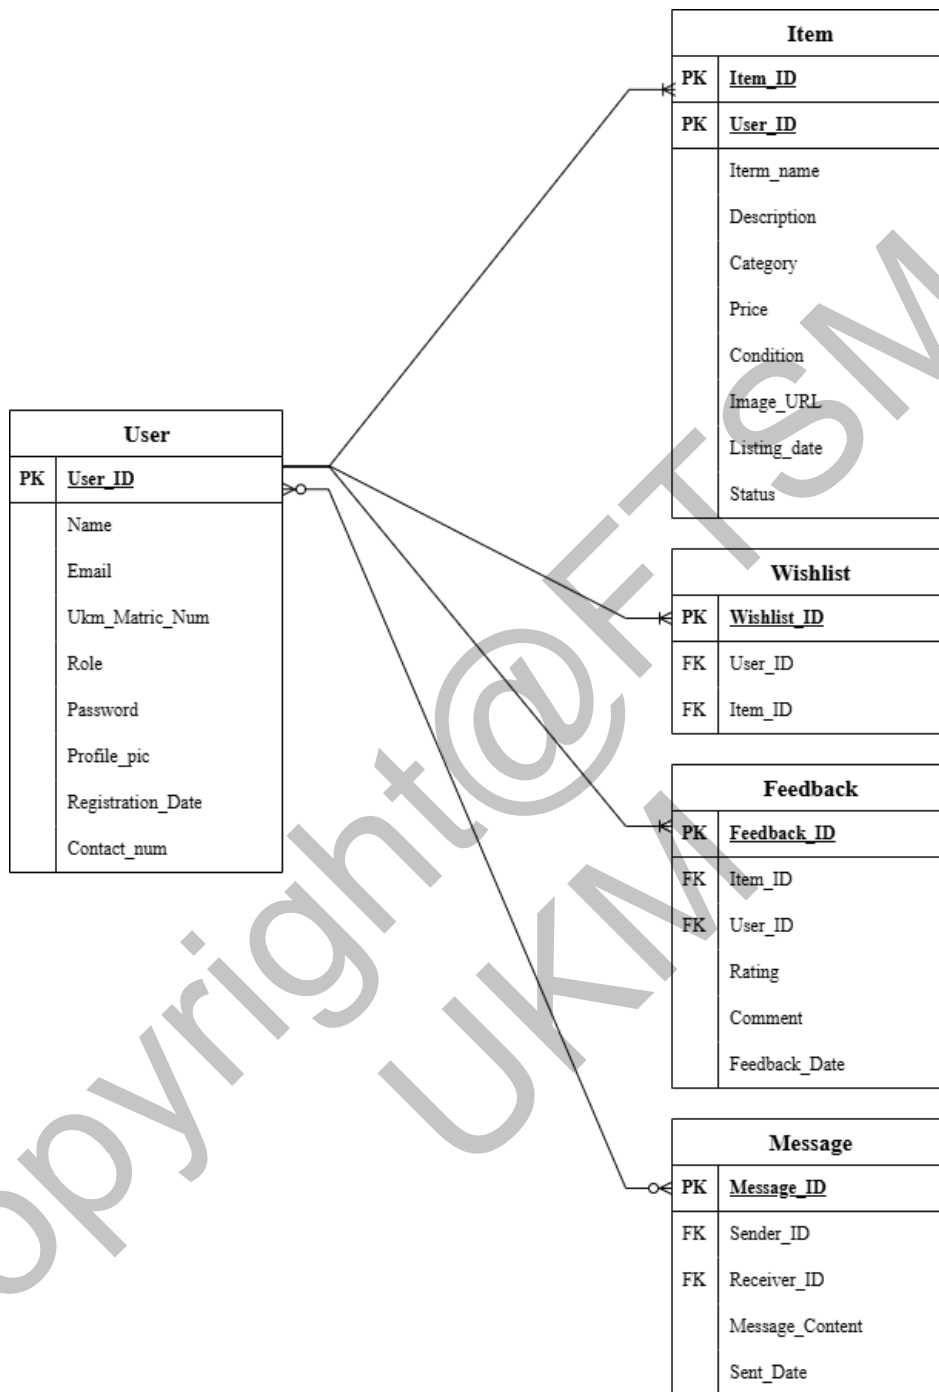 Item
PK Item_ID
PK User_ID
Iterm_name
Description
Category
Price
Condition
Image_URL
Listing_date
Status
User
PK User_ID
Name
Email
Ukm_Matric_Num
Role
Password
Profile_pic
Registration_Date
Contact_num
Wishlist
PK Wishlist_ID
FK User_ID
FK Item_ID
Feedback
PK Feedback_ID
FK Item_ID
FK User_ID
Rating
Comment
Feedback_Date
Message
PK Message_ID
FK Sender_ID
FK Receiver_ID
Message_Content
Sent_Date
opyright@FTSM
UKM